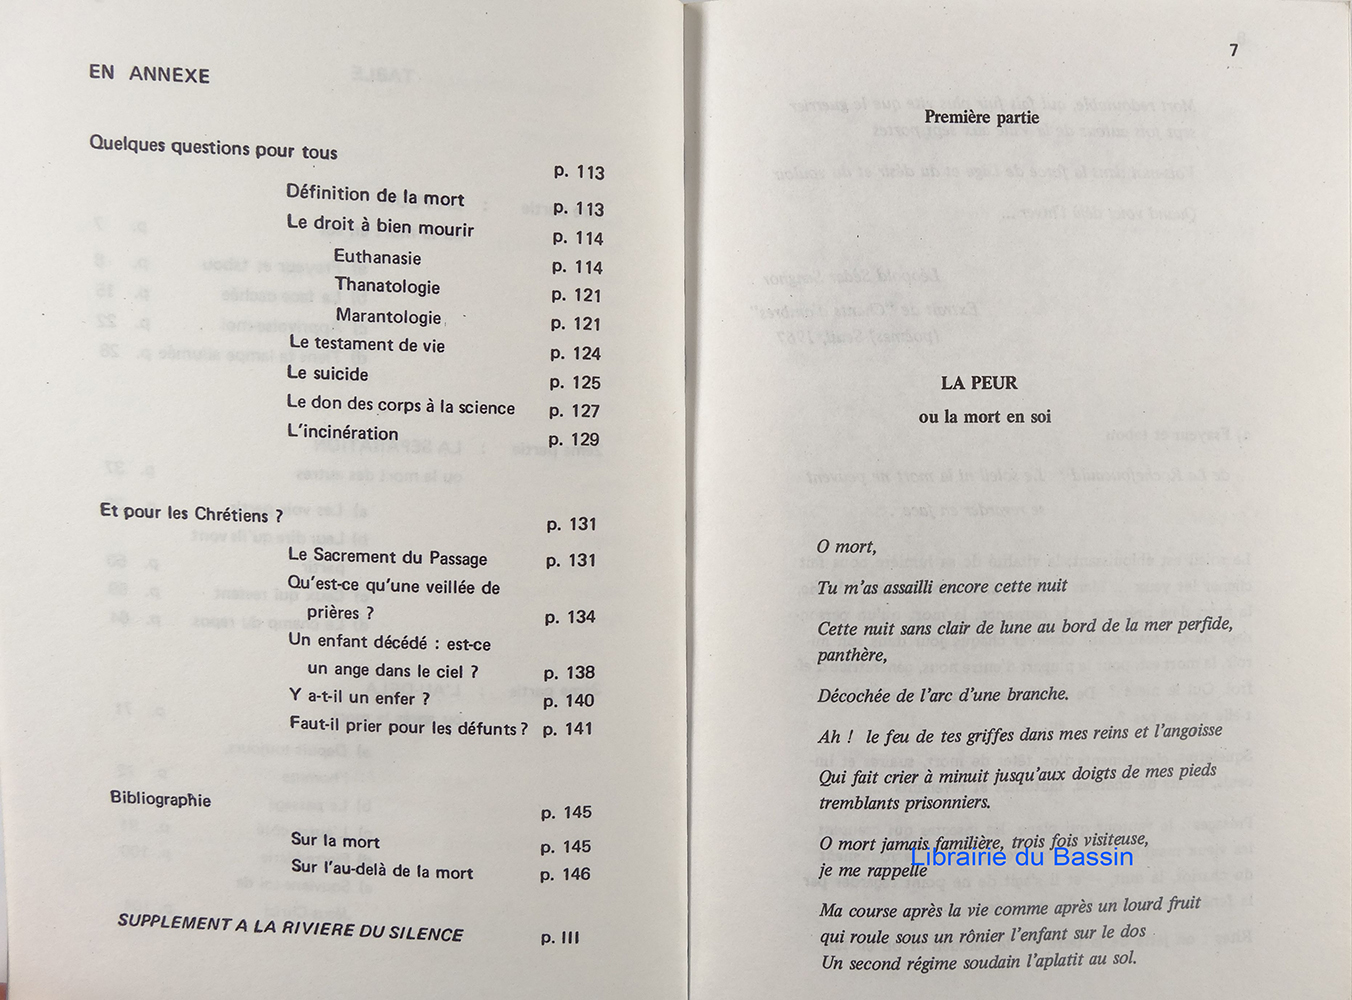 EN ANNEXE
Quelques questions pour tous
p. 113
Définition de la mort p. 113
Le droit à bien mourir p. 114
Euthanasie p. 114
Thanatologie p. 121
Marantologie p. 121
Le testament de vie p. 124
Le suicide p. 125
Le don des corps à la science p. 127
L'incinération p. 129
Et pour les Chrétiens ? p. 131
Le Sacrement du Passage p. 131
Qu'est-ce qu'une veillée de
prières ? p. 134
Un enfant décédé : est-ce
un ange dans le ciel ? p. 138
Y a-t-il un enfer ? p. 140
Faut-il prier pour les défunts ? p. 141
Bibliographie p. 145
Sur la mort p. 145
Sur l'au-delà de la mort p. 146
SUPPLEMENT A LA RIVIERE DU SILENCE p. III
7
Première partie
LA PEUR
ou la mort en soi
O mort,
Tu m'as assailli encore cette nuit
Cette nuit sans clair de lune au bord de la mer perfide,
panthère,
Décochée de l'arc d'une branche.
Ah ! le feu de tes griffes dans mes reins et l'angoisse
Qui fait crier à minuit jusqu'aux doigts de mes pieds
tremblants prisonniers.
O mort jamais familière, trois fois visiteuse,
je me rappelle
Librairie du Bassin
Ma course après la vie comme après un lourd fruit
qui roule sous un rônier l'enfant sur le dos
Un second régime soudain l'aplatit au sol.